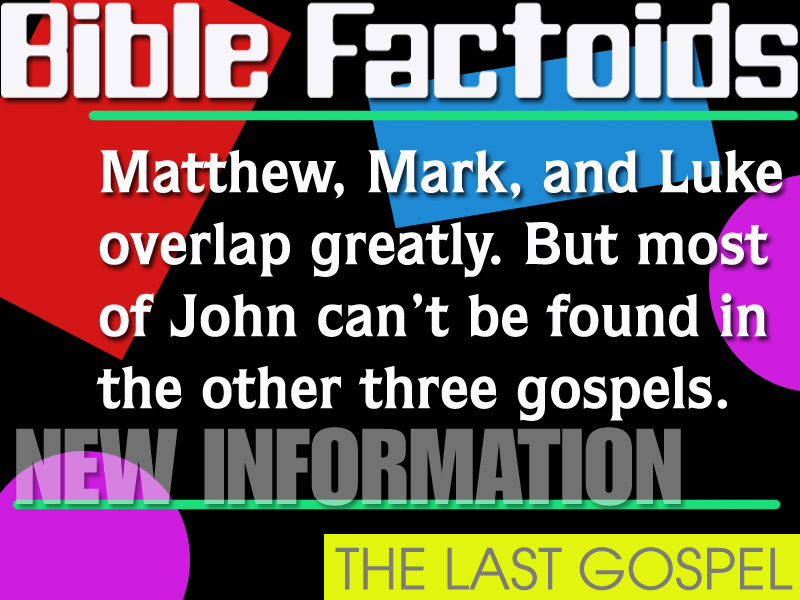 Bible Factoids
Matthew, Mark, and Luke
overlap greatly. But most
of John can’t be found in
the other three gospels.
NEW INFORMATION
THE LAST GOSPEL